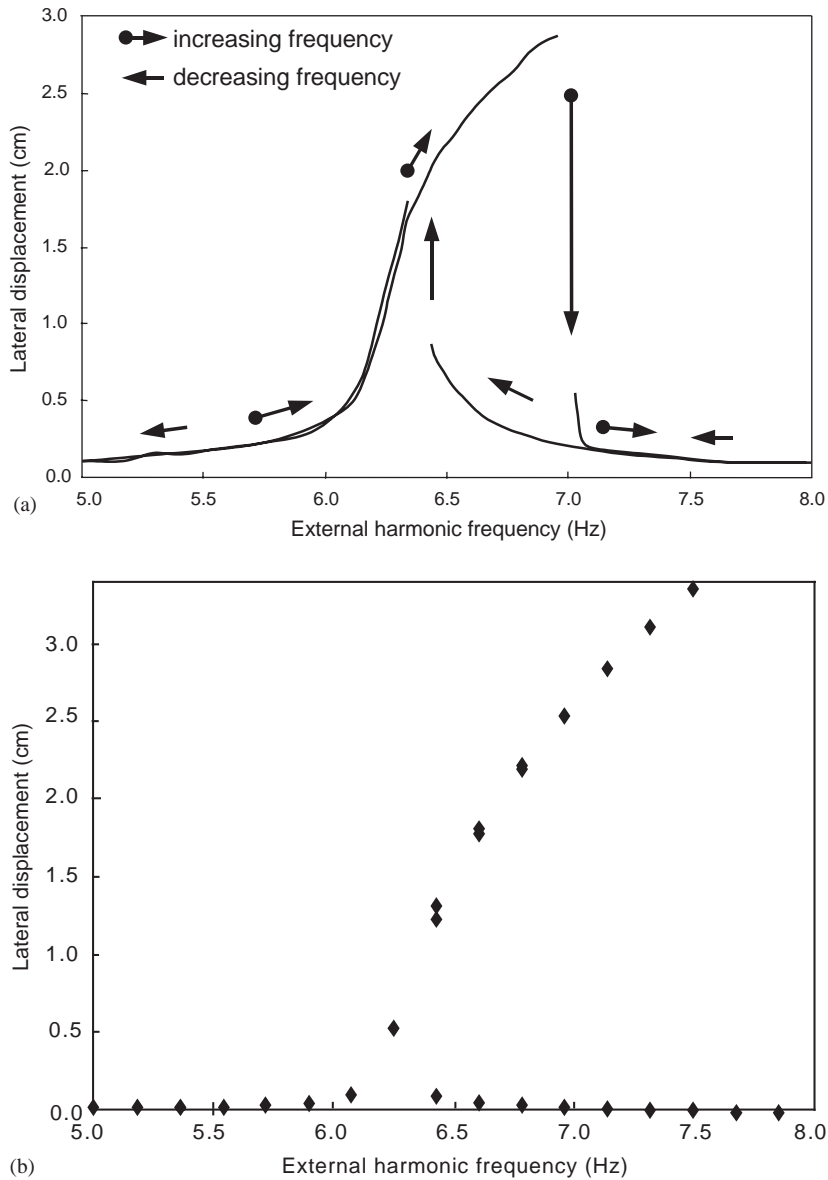 3.0
increasing frequency
decreasing frequency
2.5
2.0
1.5
1.0
0.5
0.0
5.0 5.5 6.0 6.5 7.0 7.5 8.0
Lateral displacement (cm)
External harmonic frequency (Hz)
(a)
3.0
2.5
2.0
1.5
1.0
0.5
0.0
5.0 5.5 6.0 6.5 7.0 7.5 8.0
Lateral displacement (cm)
External harmonic frequency (Hz)
(b)